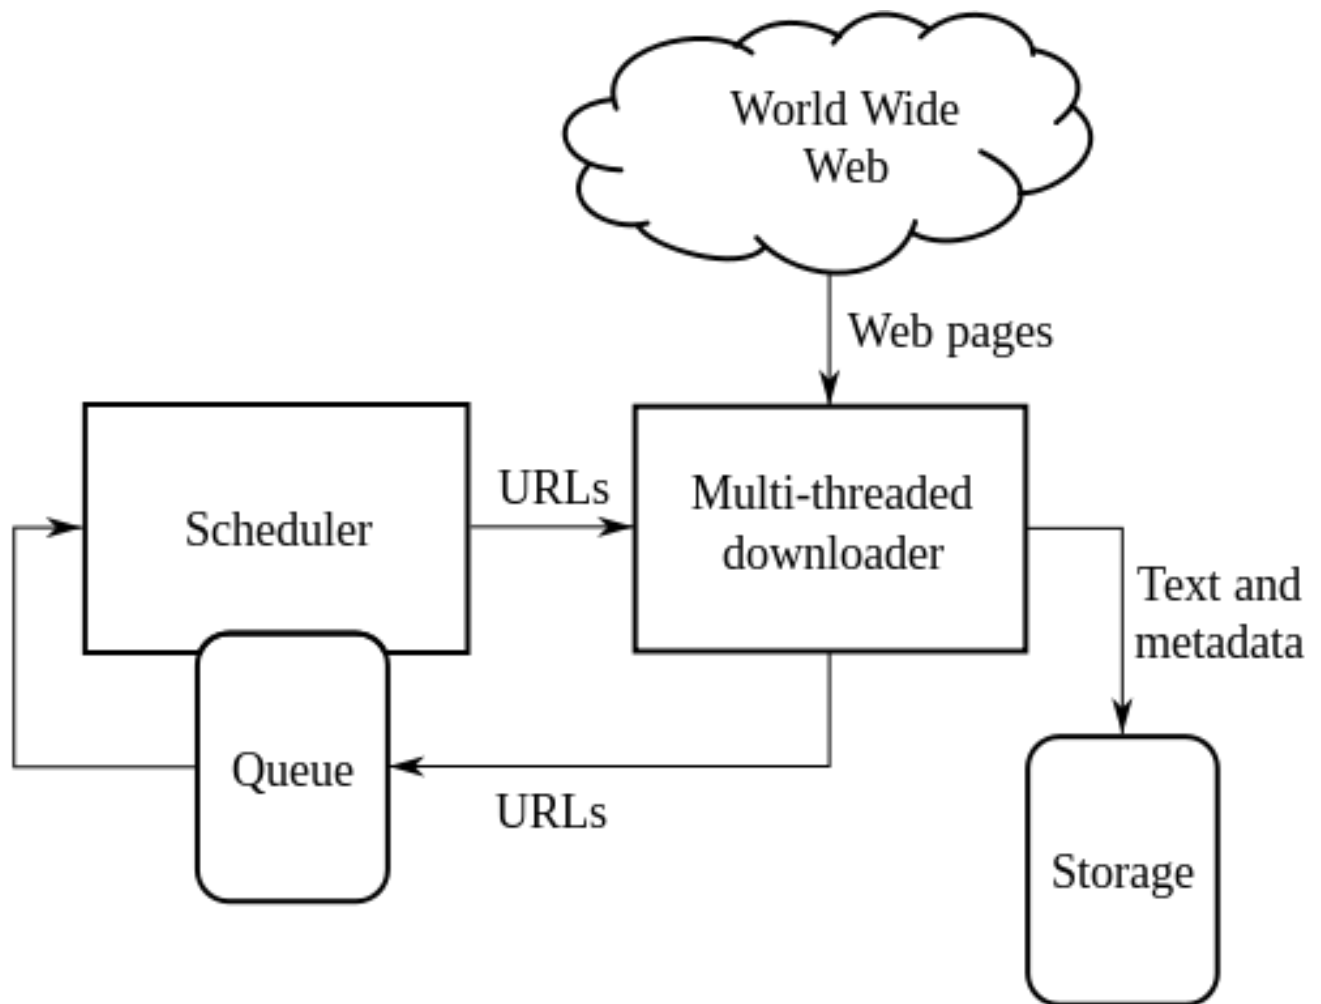 World Wide
Web
Web pages
URLs
Multi-threaded
downloader
Scheduler
Text and
metadata
Queue
URLs
Storage